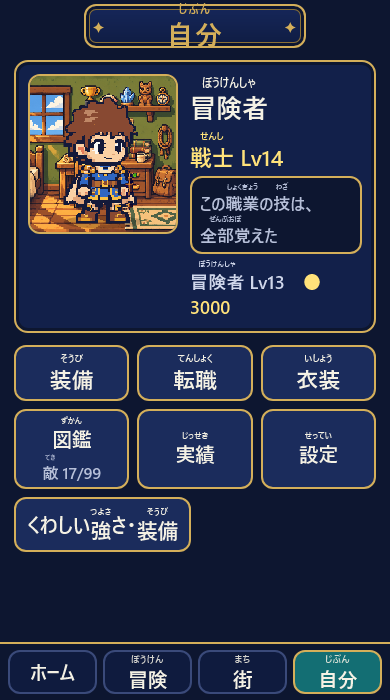 じぶん
自分
ぼうけんしゃ
冒険者
せんし
戦士 Lv14
しょくぎょう わざ
この職業の技は、
ぜんぶおぼ
全部覚えた
ぼうけんしゃ
冒険者 Lv13
3000
そうび てんしょく いしょう
装備 転職 衣装
ずかん
図鑑
てき
敵 17/99
じっせき
実績
せってい
設定
つよさ そうび
くわしい強さ・装備
ぼうけん まち じぶん
ホーム 冒険 街 自分